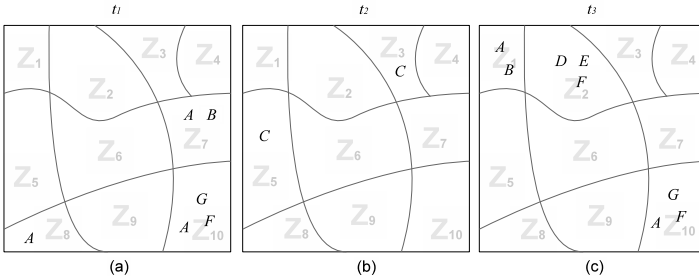 t1 t2 t3
Z1 Z2 Z3 Z4 Z1 Z2 Z3 C Z4 A B Z1 D E F Z2 Z3 Z4
A B Z7 Z6 Z5 C Z5 Z6 Z7 Z5 Z6 Z7
A Z8 Z9 G A F Z10 Z8 Z9 Z10 Z8 Z9 G A F Z10
(a) (b) (c)